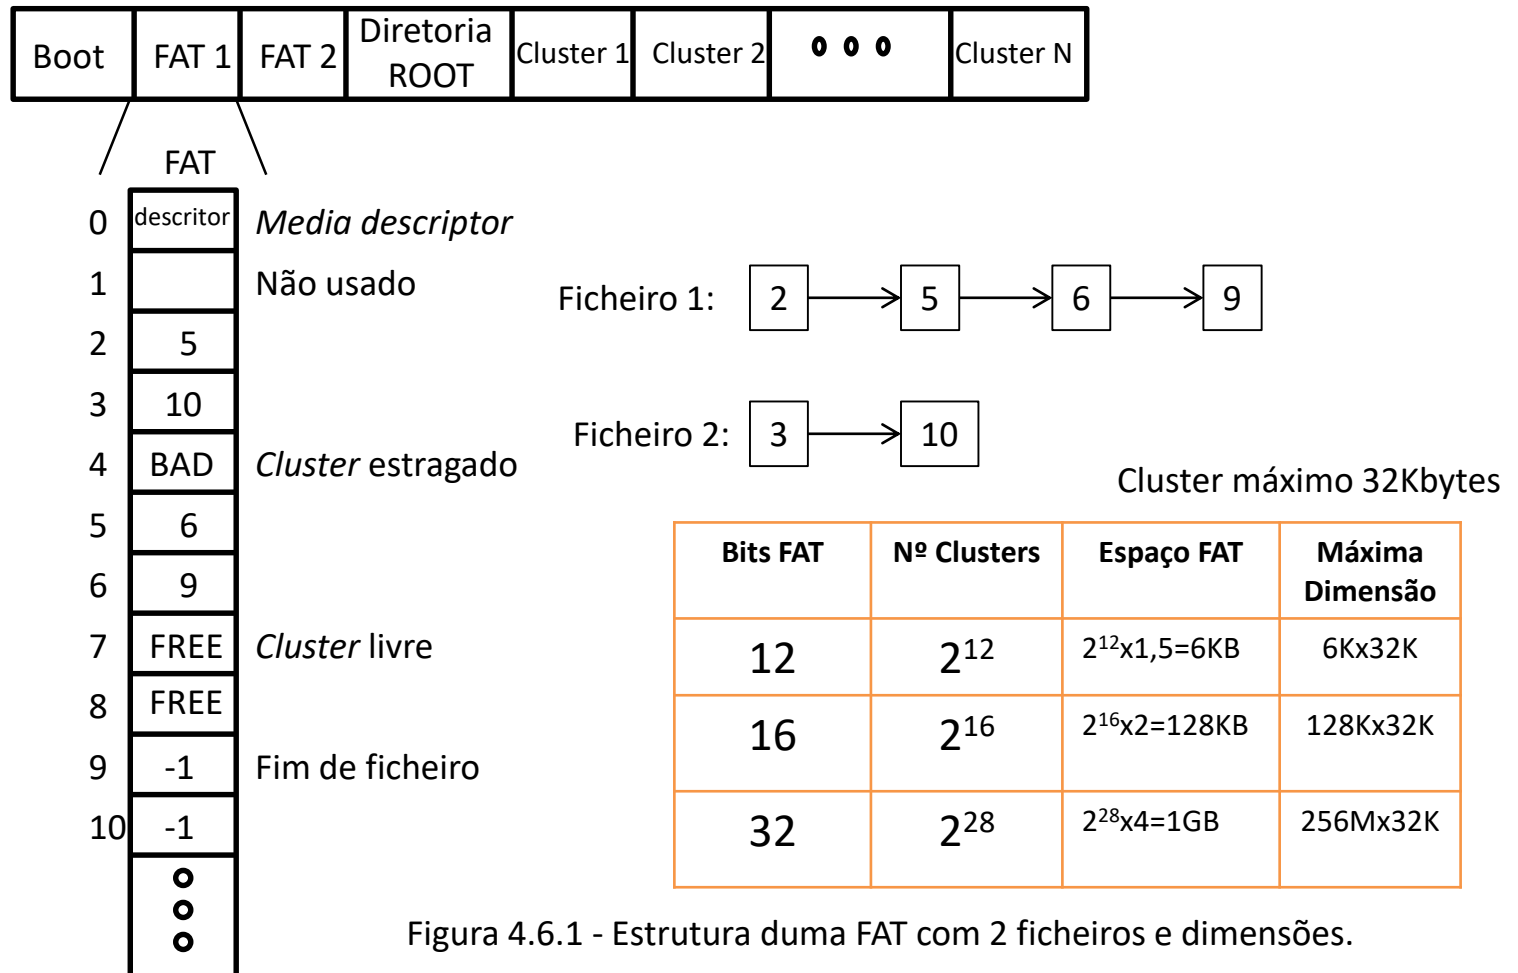 Boot FAT 1 FAT 2 Diretoria ROOT Cluster 1 Cluster 2 Cluster N
FAT
0 descritor Media descriptor
1 Não usado
Ficheiro 1: 2 5 6 9
2 5
3 10
Ficheiro 2: 3 10
4 BAD Cluster estragado
Cluster máximo 32Kbytes
5 6
6 9
7 FREE Cluster livre
8 FREE
9 -1 Fim de ficheiro
10 -1
Bits FAT Nº Clusters Espaço FAT Máxima Dimensão
12 2¹² 2¹²x1,5=6KB 6Kx32K
16 2¹⁶ 2¹⁶x2=128KB 128Kx32K
32 2²⁸ 2²⁸x4=1GB 256Mx32K
Figura 4.6.1 - Estrutura duma FAT com 2 ficheiros e dimensões.